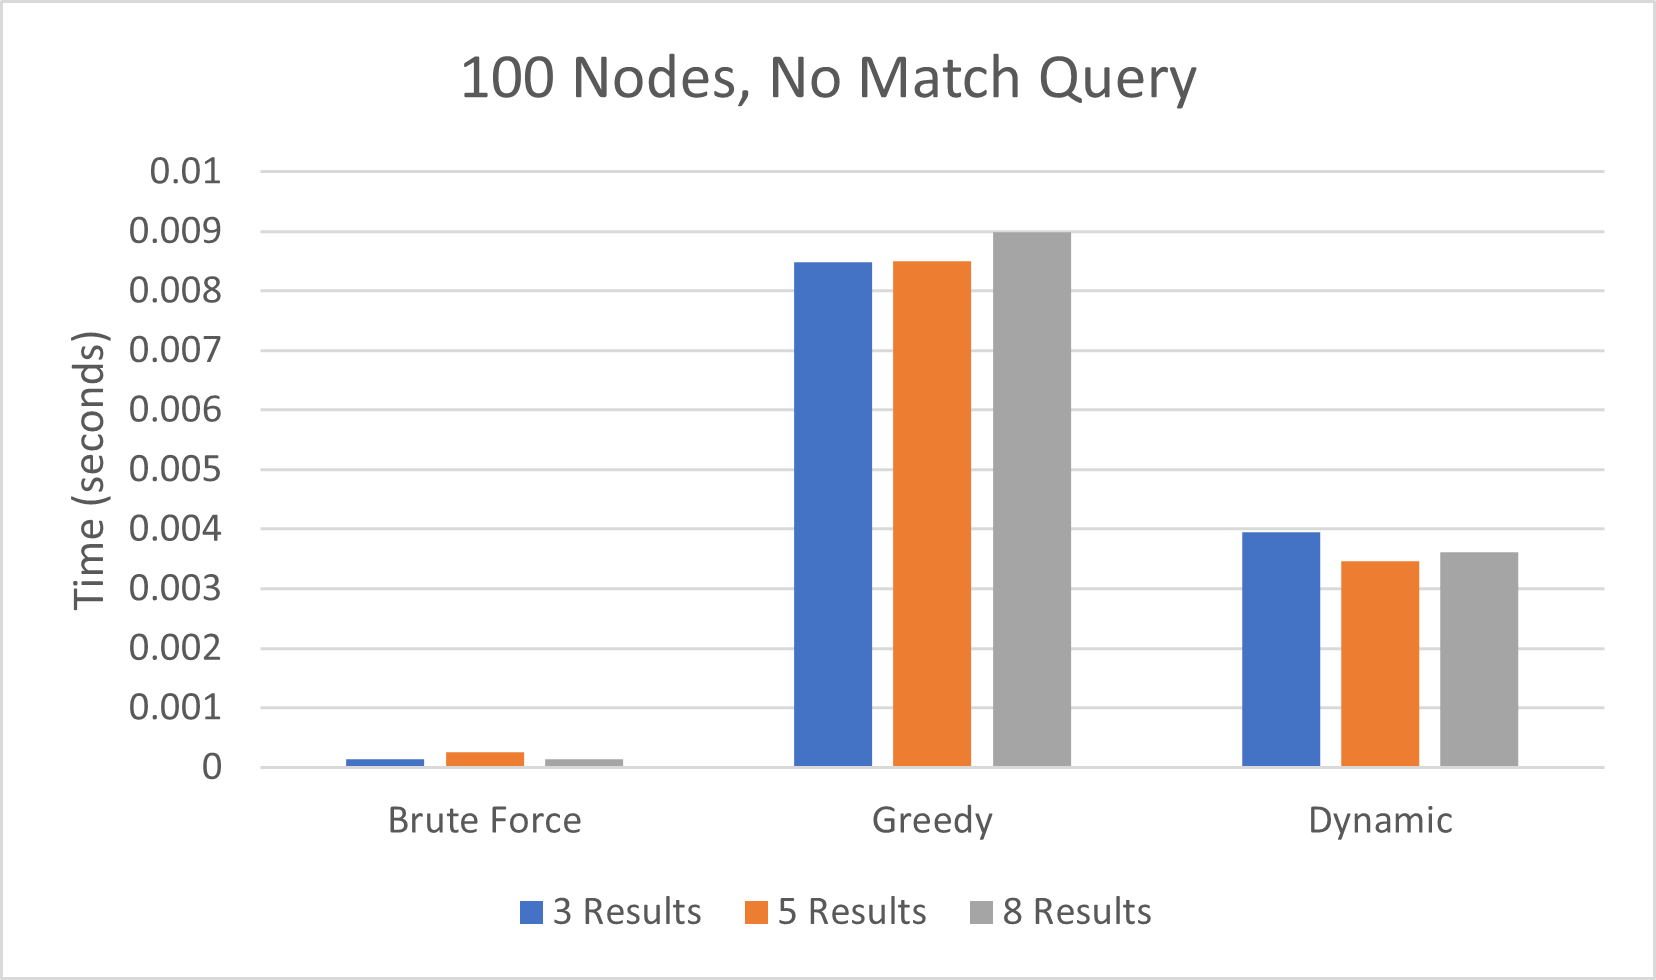 100 Nodes, No Match Query
Time (seconds)
0.01
0.009
0.008
0.007
0.006
0.005
0.004
0.003
0.002
0.001
0
Brute Force Greedy Dynamic
3 Results 5 Results 8 Results